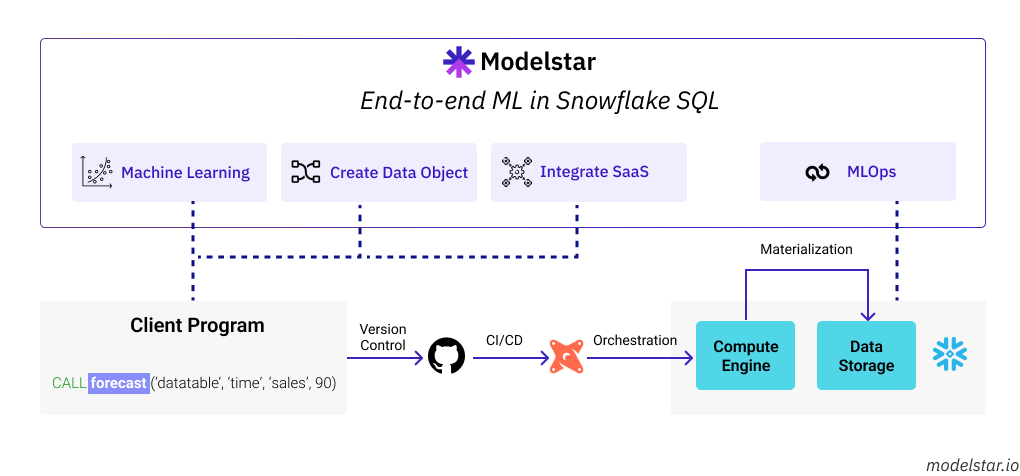 Modelstar
End-to-end ML in Snowflake SQL
Machine Learning
Create Data Object
Integrate SaaS
MLOps
Materialization
Client Program
CALL forecast (‘datatable’, ‘time’, ‘sales’, 90)
Version
Control
CI/CD
Orchestration
Compute
Engine
Data
Storage
modelstar.io